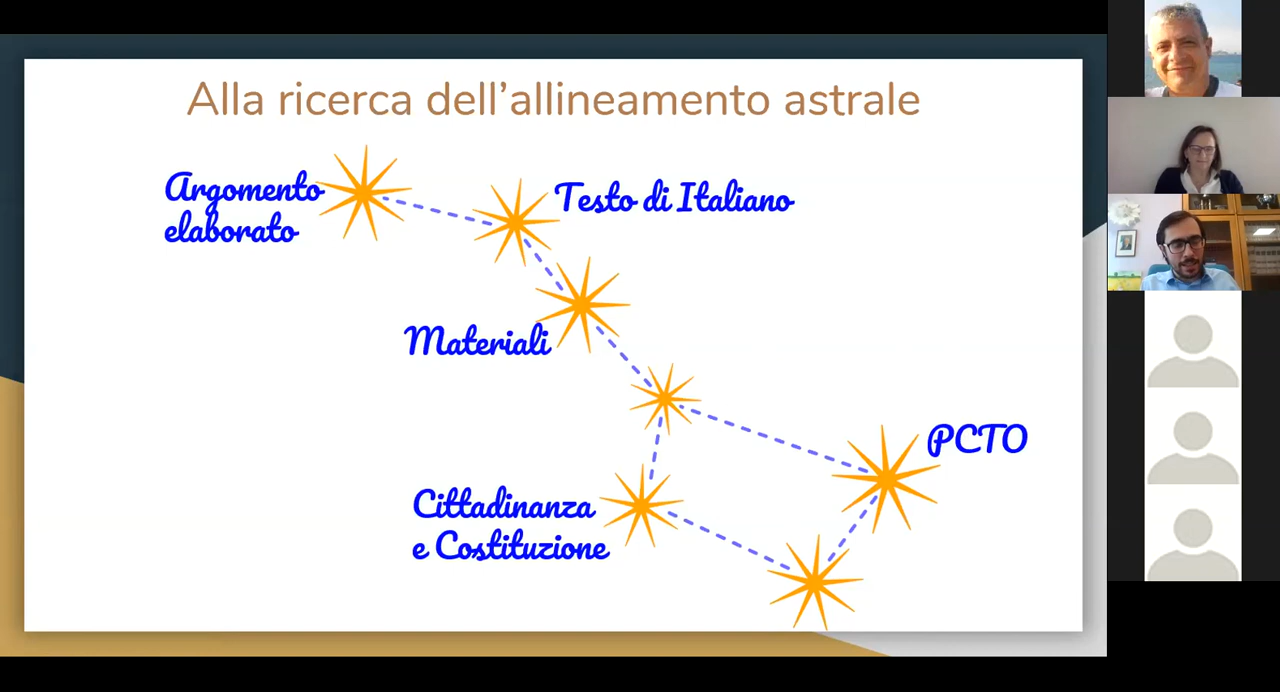 Alla ricerca dell'allineamento astrale
Argomento
elaborato
Testo di Italiano
Materiali
PCTO
Cittadinanza
e Costituzione